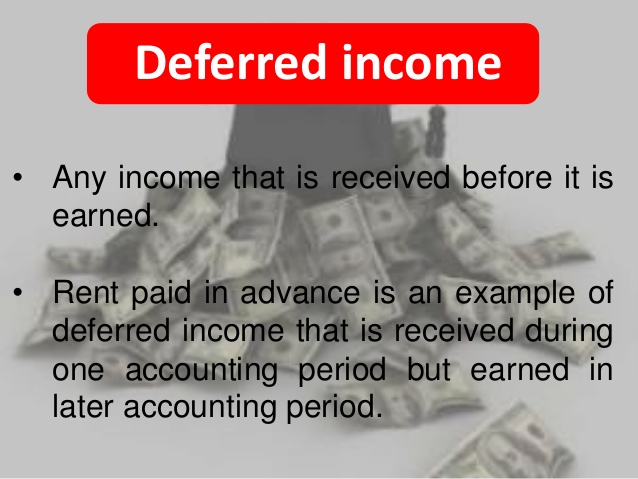 Deferred income
• Any income that is received before it is
earned.
• Rent paid in advance is an example of
deferred income that is received during
one accounting period but earned in
later accounting period.